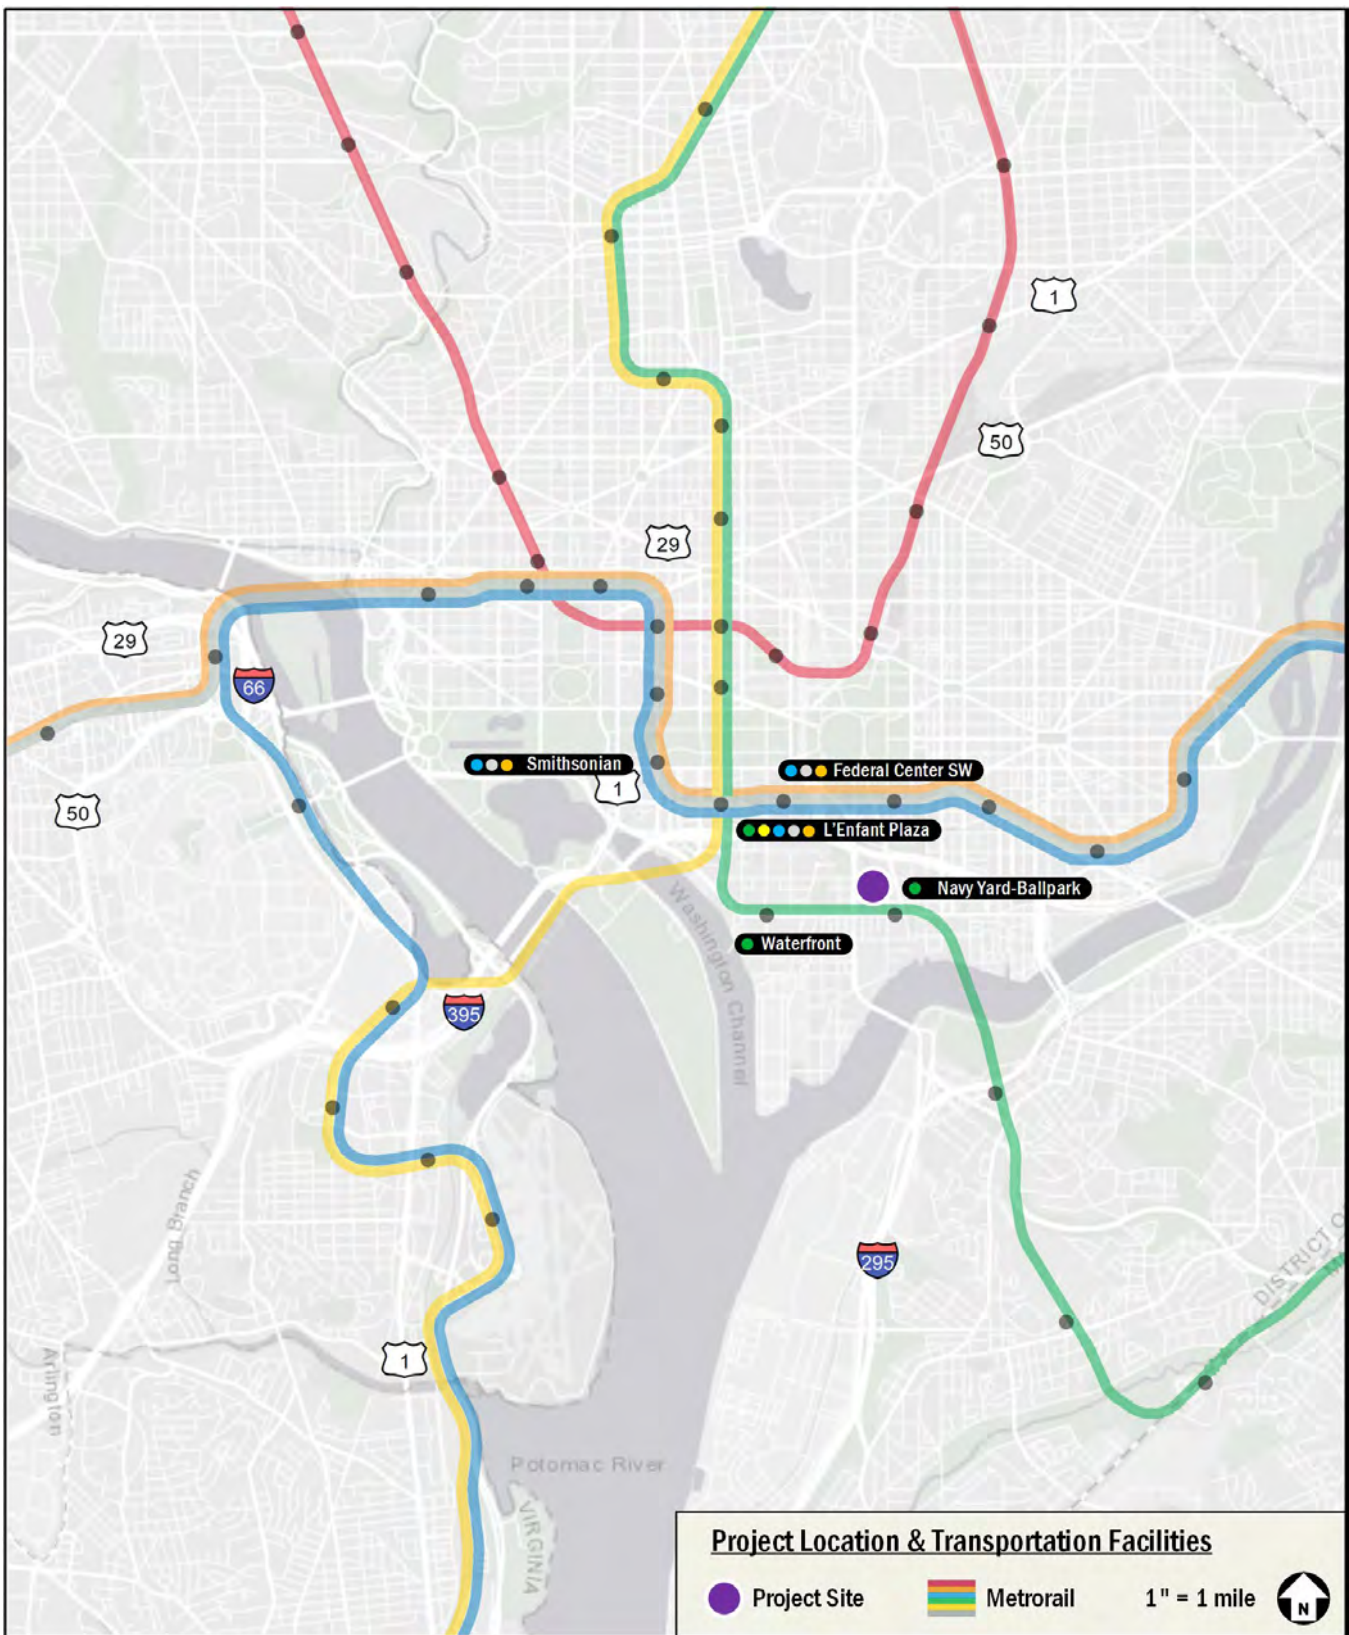 1
50
29
29
66
Smithsonian
1
Federal Center SW
50
L'Enfant Plaza
Navy Yard-Ballpark
Waterfront
Washington Channel
395
Long Branch
295
DISTRICT O
1
Arlington
Potomac River
VIRGINIA
Project Location & Transportation Facilities
Project Site
Metrorail
1" = 1 mile
N